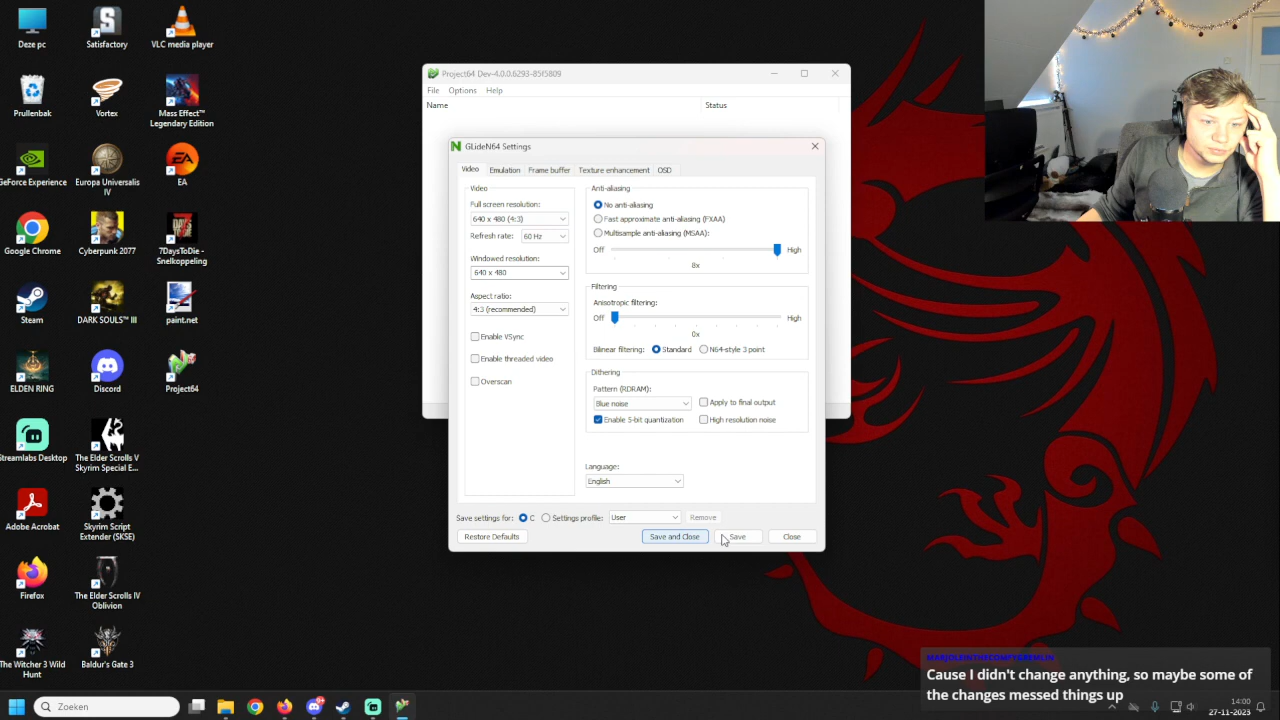 Deze pc
Satisfactory
VLC media player
Prullenbak
Vortex
Mass Effect™
Legendary Edition
GeForce Experience
Europa Universalis
IV
EA
Google Chrome
Cyberpunk 2077
7DaysToDie -
Snelkoppeling
Steam
DARK SOULS™ III
paint.net
ELDEN RING
Discord
Project64
Streamlabs Desktop
The Elder Scrolls V
Skyrim Special E...
Adobe Acrobat
Skyrim Script
Extender (SKSE)
Firefox
The Elder Scrolls IV
Oblivion
The Witcher 3 Wild
Hunt
Baldur's Gate 3
Project64 Dev-4.0.0.6293-85f5809
File Options Help
Name Status
GLideN64 Settings
Video Emulation Frame buffer Texture enhancement OSD
Video
Full screen resolution:
640 x 480 (4:3)
Refresh rate: 60 Hz
Windowed resolution:
640 x 480
Aspect ratio:
4:3 (recommended)
Enable VSync
Enable threaded video
Overscan
Anti-aliasing
No anti-aliasing
Fast approximate anti-aliasing (FXAA)
Multisample anti-aliasing (MSAA):
Off High
8x
Filtering
Anisotropic filtering:
Off High
0x
Bilinear filtering: Standard N64-style 3 point
Dithering
Pattern (RDRAM):
Blue noise Apply to final output
Enable 5-bit quantization High resolution noise
Language:
English
Save settings for: C Settings profile: User Remove
Restore Defaults Save and Close Save Close
MARJOLEINTHECOMFYGREMLIN
Cause I didn't change anything, so maybe some of
the changes messed things up
Zoeken
14:00
27-11-2023